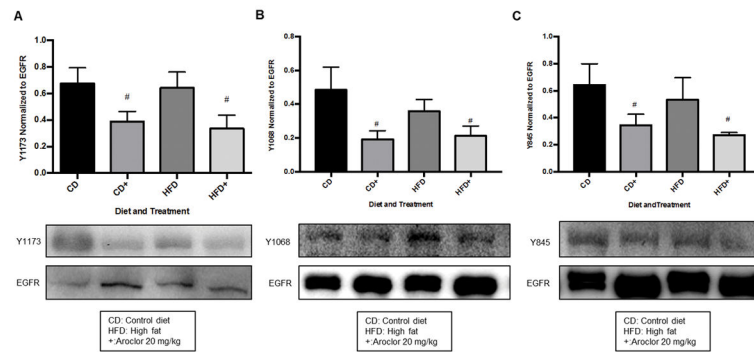 A
Y1173 Normalized to EGFR
1.0
0.8
0.6
0.4
0.2
0.0
#
#
CD
CD+
HFD
HFD+
Diet and Treatment
Y1173
EGFR
CD: Control diet
HFD: High fat
+:Aroclor 20 mg/kg
B
Y1068 Normalized to EGFR
0.8
0.6
0.4
0.2
0.0
#
#
CD
CD+
HFD
HFD+
Diet and Treatment
Y1068
EGFR
CD: Control diet
HFD: High fat
+:Aroclor 20 mg/kg
C
Y845 Normalized to EGFR
1.0
0.8
0.6
0.4
0.2
0.0
#
#
CD
CD+
HFD
HFD+
Diet andTreatment
Y845
EGFR
CD: Control diet
HFD: High fat
+:Aroclor 20 mg/kg